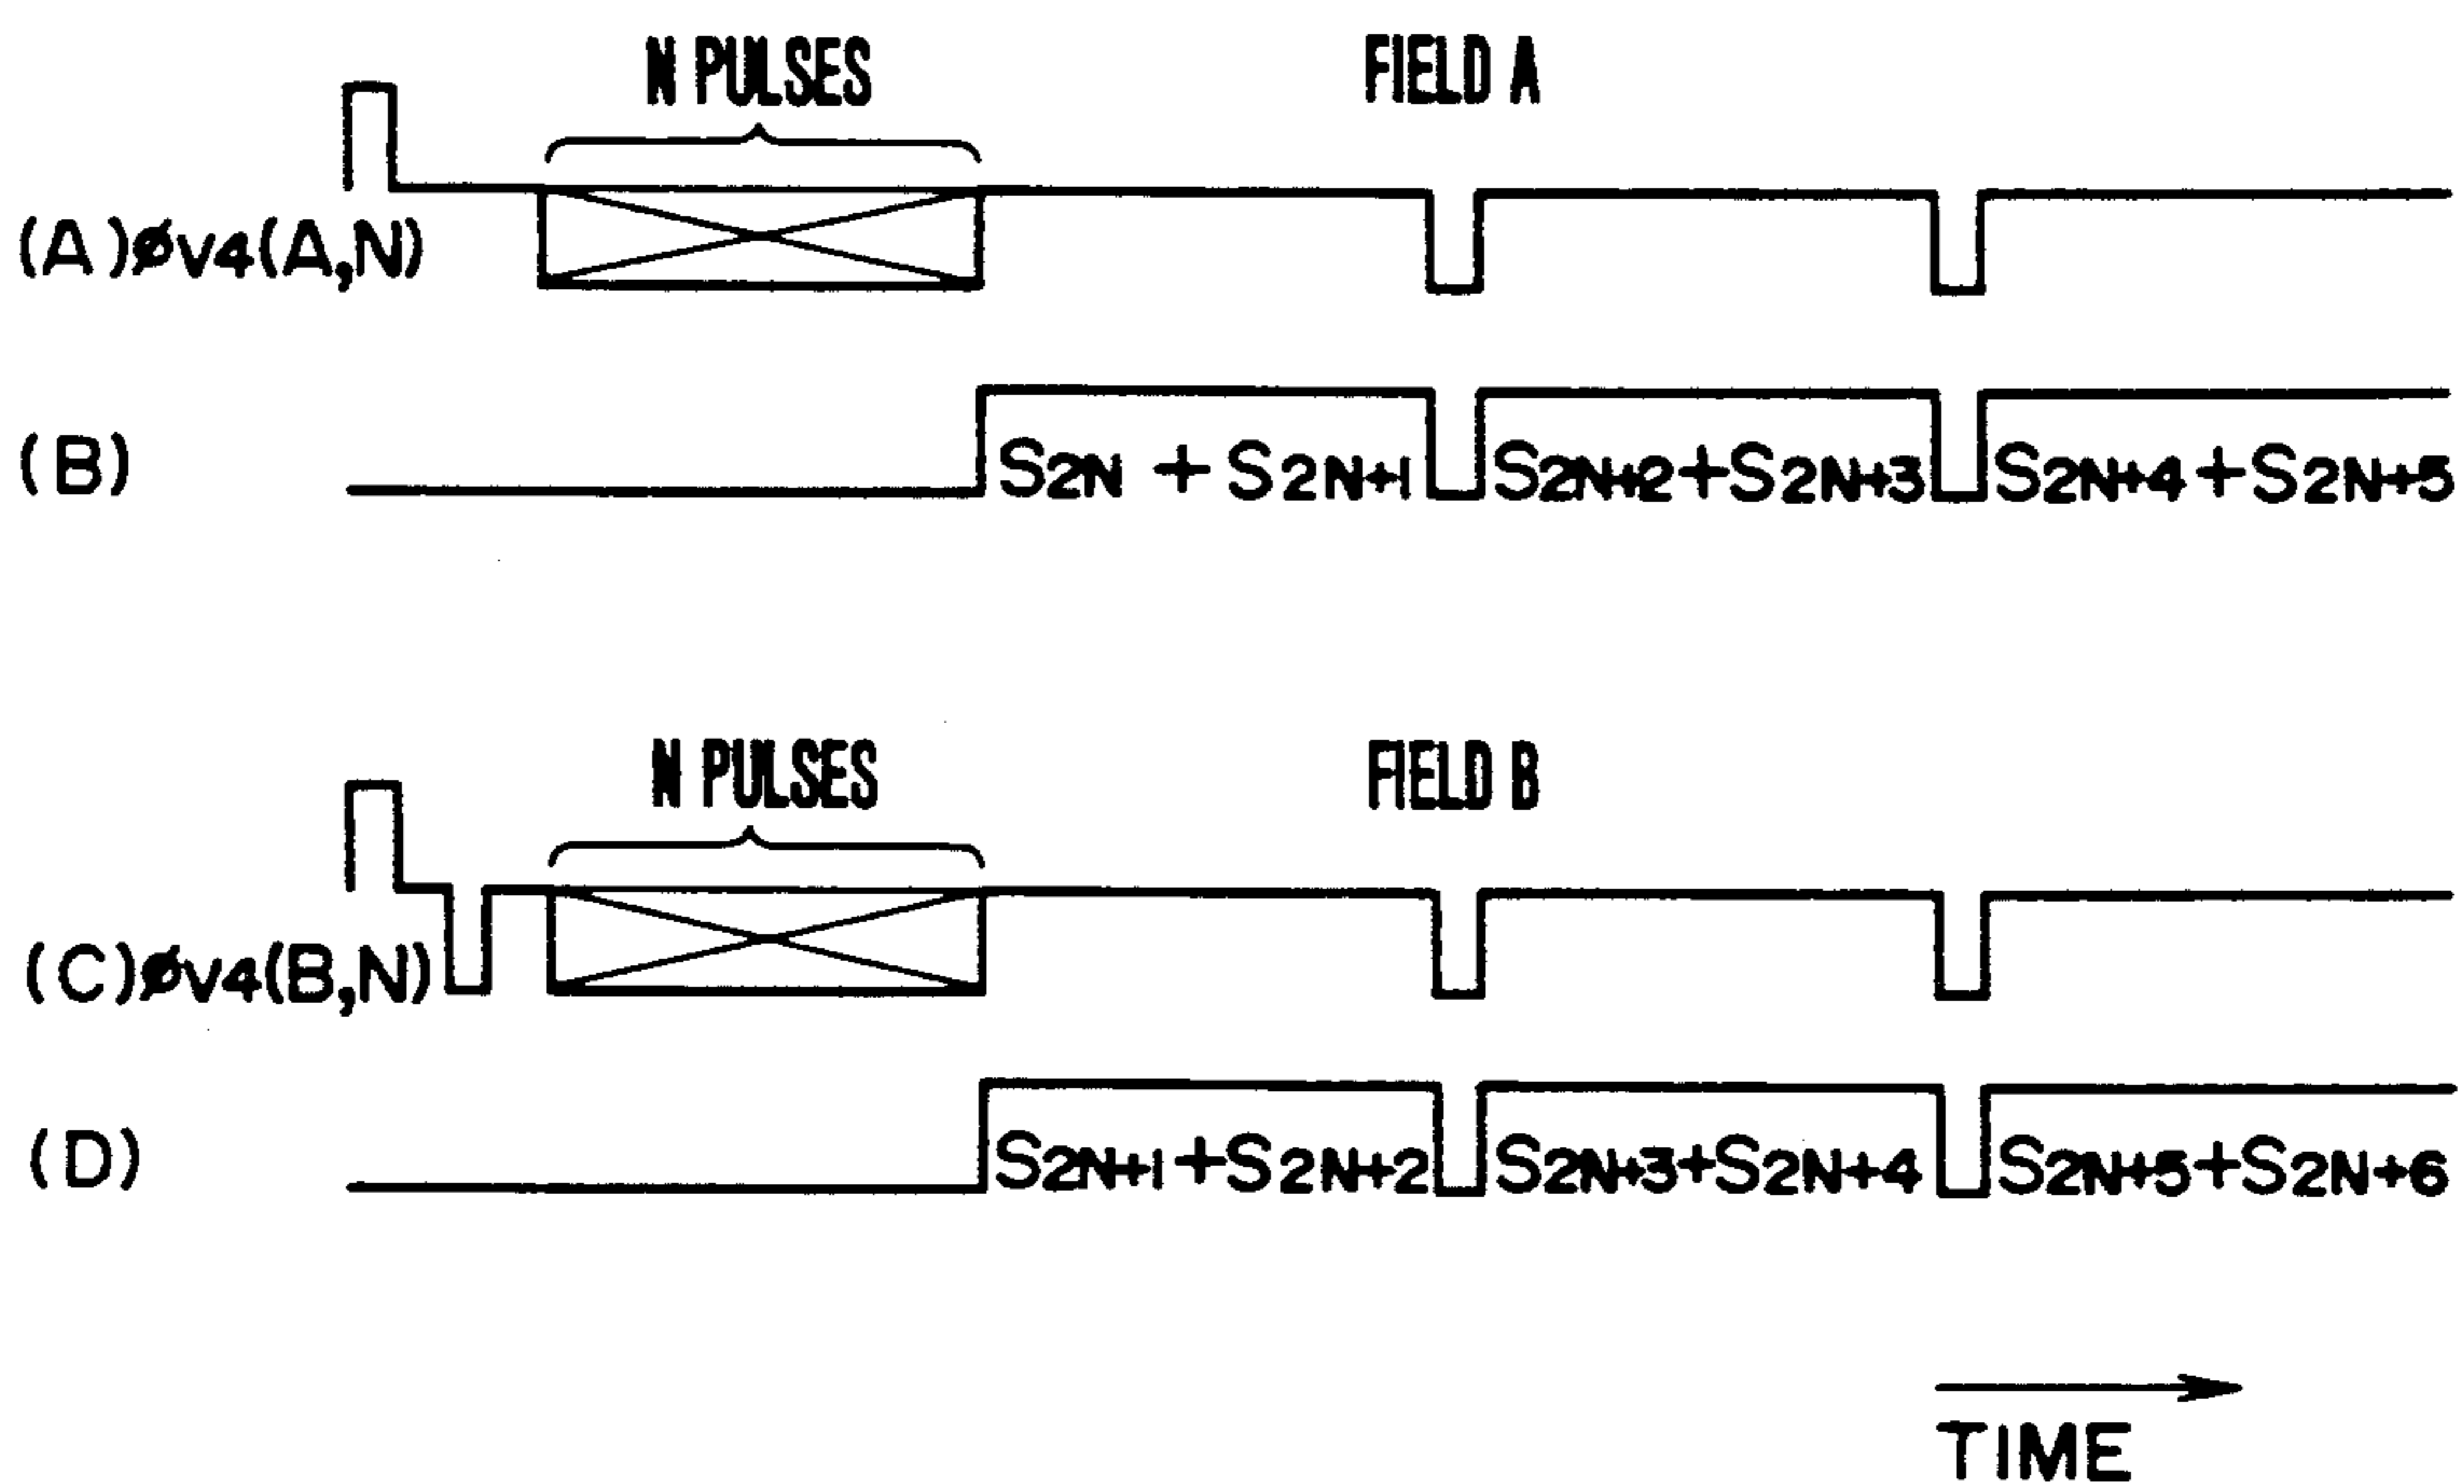 N PULSES
FIELD A
(A)øV4(A,N)
(B)
S2N + S2N+1
S2N+2+S2N+3
S2N+4+S2N+5
N PULSES
FIELD B
(C)øV4(B,N)
(D)
S2N+1+S2N+2
S2N+3+S2N+4
S2N+5+S2N+6
TIME